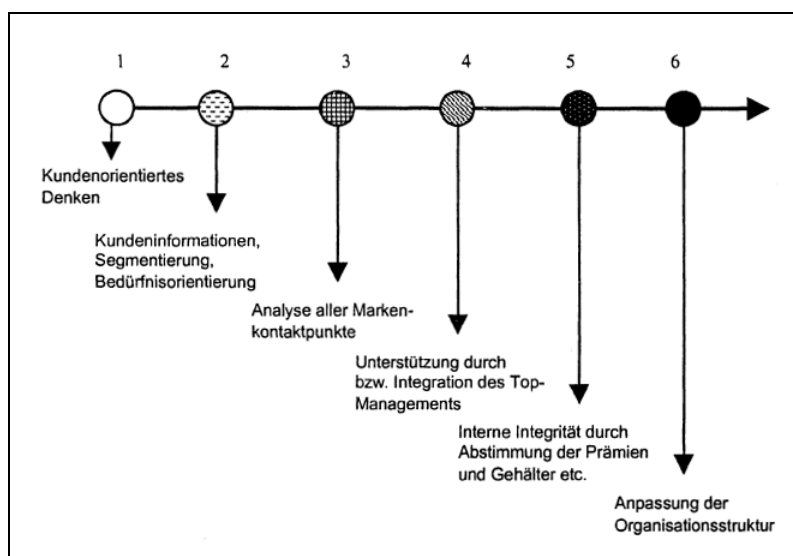 1 2 3 4 5 6
Kundenorientiertes
Denken
Kundeninformationen,
Segmentierung,
Bedürfnisorientierung
Analyse aller Marken-
kontaktpunkte
Unterstützung durch
bzw. Integration des Top-
Managements
Interne Integrität durch
Abstimmung der Prämien
und Gehälter etc.
Anpassung der
Organisationsstruktur